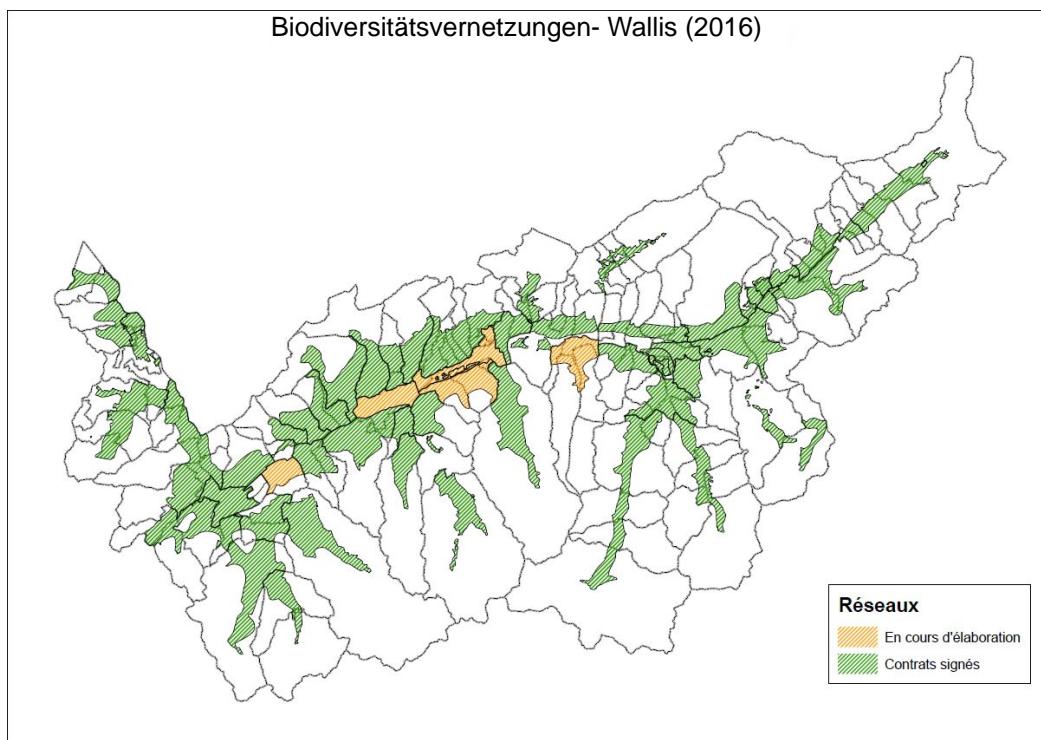 Biodiversitätsvernetzungen- Wallis (2016)
Réseaux
En cours d'élaboration
Contrats signés